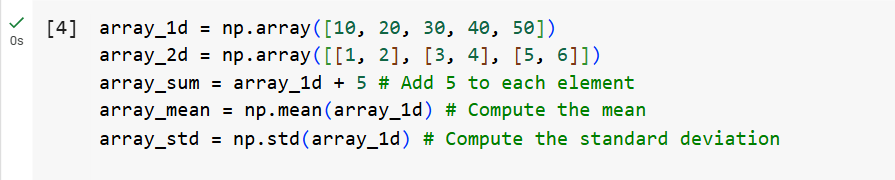 [4] array_1d = np.array([10, 20, 30, 40, 50])
array_2d = np.array([[1, 2], [3, 4], [5, 6]])
0s
array_sum = array_1d + 5 # Add 5 to each element
array_mean = np.mean(array_1d) # Compute the mean
array_std = np.std(array_1d) # Compute the standard deviation